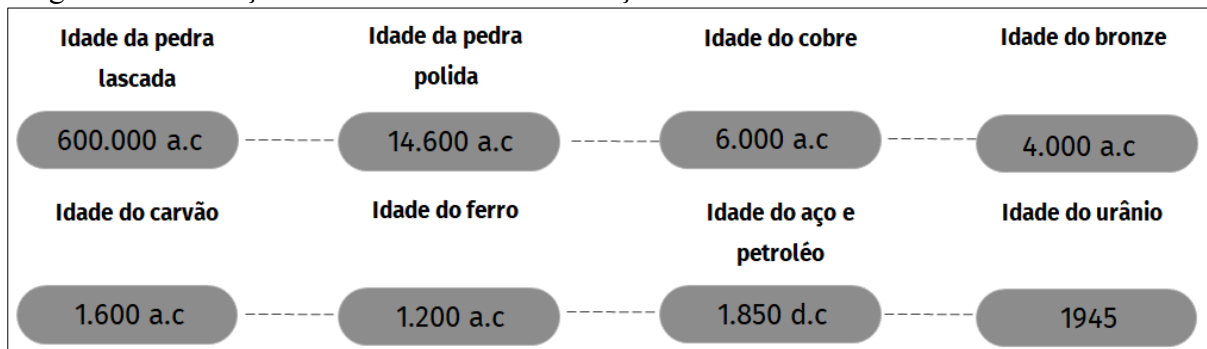 Idade da pedra
lascada
Idade da pedra
polida
Idade do cobre
Idade do bronze
600.000 a.c
14.600 a.c
6.000 a.c
4.000 a.c
Idade do carvão
Idade do ferro
Idade do aço e
petroléo
Idade do urânio
1.600 a.c
1.200 a.c
1.850 d.c
1945